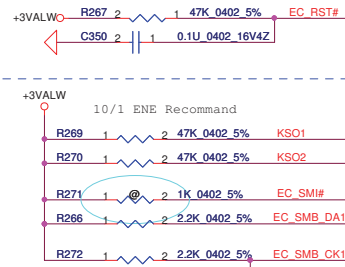 +3VALW R267 2 1 47K_0402_5% EC_RST#
C350 2 1 0.1U_0402_16V4Z
+3VALW
10/1 ENE Recommand
R269 1 2 47K_0402_5% KSO1
R270 1 2 47K_0402_5% KSO2
R271 1 @ 2 1K_0402_5% EC_SMI#
R266 1 2 2.2K_0402_5% EC_SMB_DA1
R272 1 2 2.2K_0402_5% EC_SMB_CK1